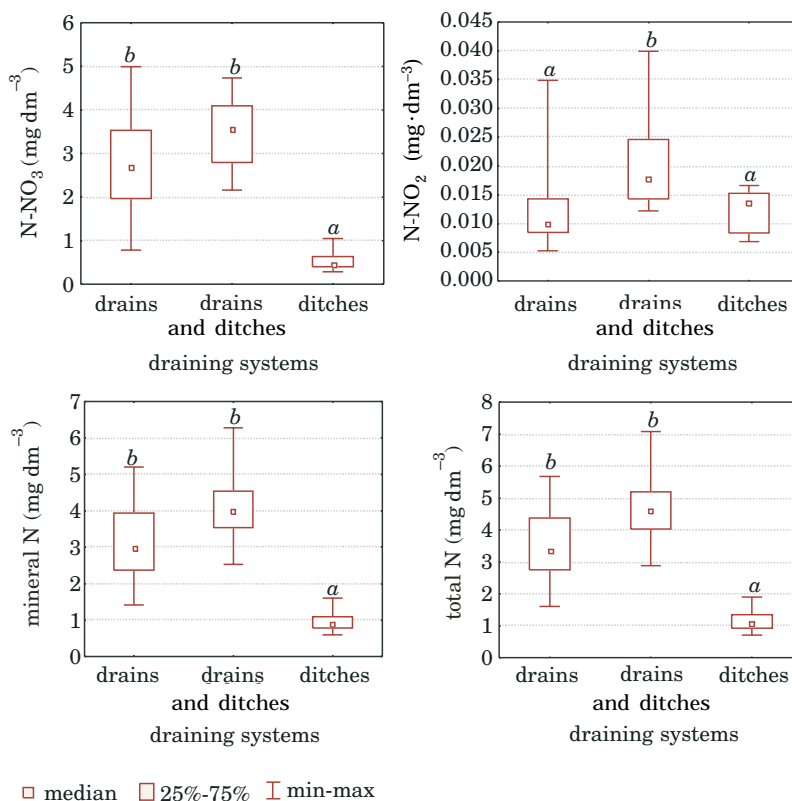 N-NO3 (mg dm–3)
6
5
4
3
2
1
0
b
b
a
drains
drains
ditches
and ditches
draining systems
N-NO2 (mg·dm–3)
0.045
0.040
0.035
0.030
0.025
0.020
0.015
0.010
0.005
0.000
a
b
a
drains
drains
ditches
and ditches
draining systems
mineral N (mg dm–3)
7
6
5
4
3
2
1
0
b
b
a
drains
drains
ditches
and ditches
draining systems
total N (mg dm–3)
8
7
6
5
4
3
2
1
0
b
b
a
drains
drains
ditches
and ditches
draining systems
median 25%-75% min-max